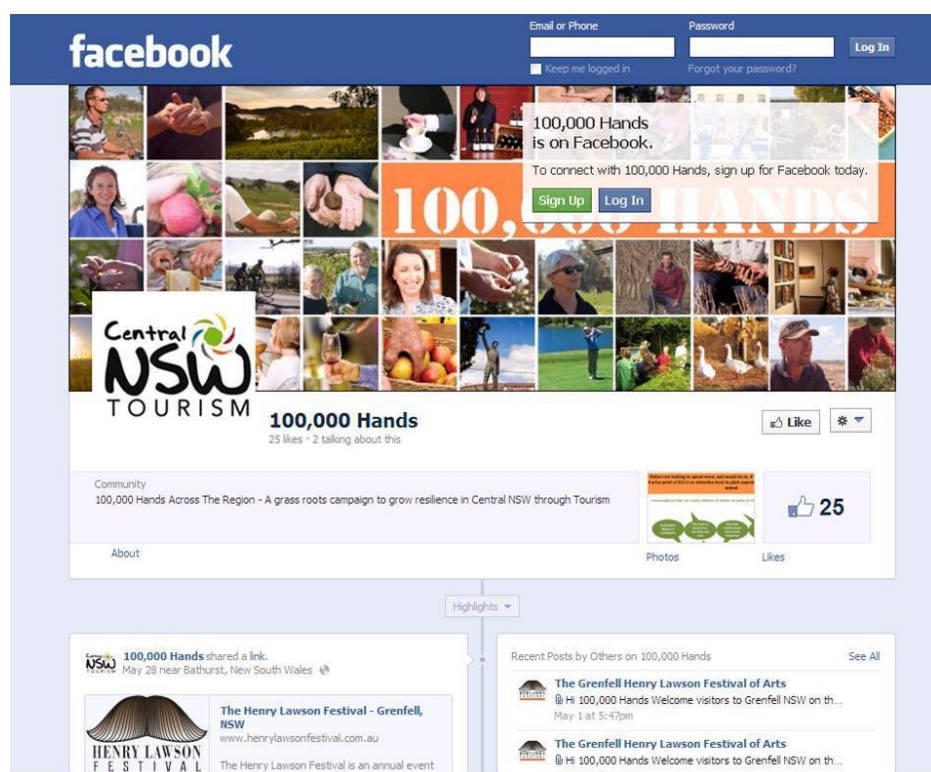 facebook
Email or Phone
Password
Log In
Keep me logged in
Forgot your password?
100,000 Hands
is on Facebook.
To connect with 100,000 Hands, sign up for Facebook today.
Sign Up
Log In
100,000 HANDS
Central
NSW
TOURISM
100,000 Hands
25 likes · 2 talking about this
Like
Community
100,000 Hands Across The Region - A grass roots campaign to grow resilience in Central NSW through Tourism
25
About
Photos
Likes
Highlights
100,000 Hands shared a link.
May 28 near Bathurst, New South Wales
The Henry Lawson Festival - Grenfell,
NSW
www.henrylawsonfestival.com.au
The Henry Lawson Festival is an annual event
HENRY LAWSON
FESTIVAL
Recent Posts by Others on 100,000 Hands
See All
The Grenfell Henry Lawson Festival of Arts
Hi 100,000 Hands Welcome visitors to Grenfell NSW on th...
May 1 at 5:47pm
The Grenfell Henry Lawson Festival of Arts
Hi 100,000 Hands Welcome visitors to Grenfell NSW on th...